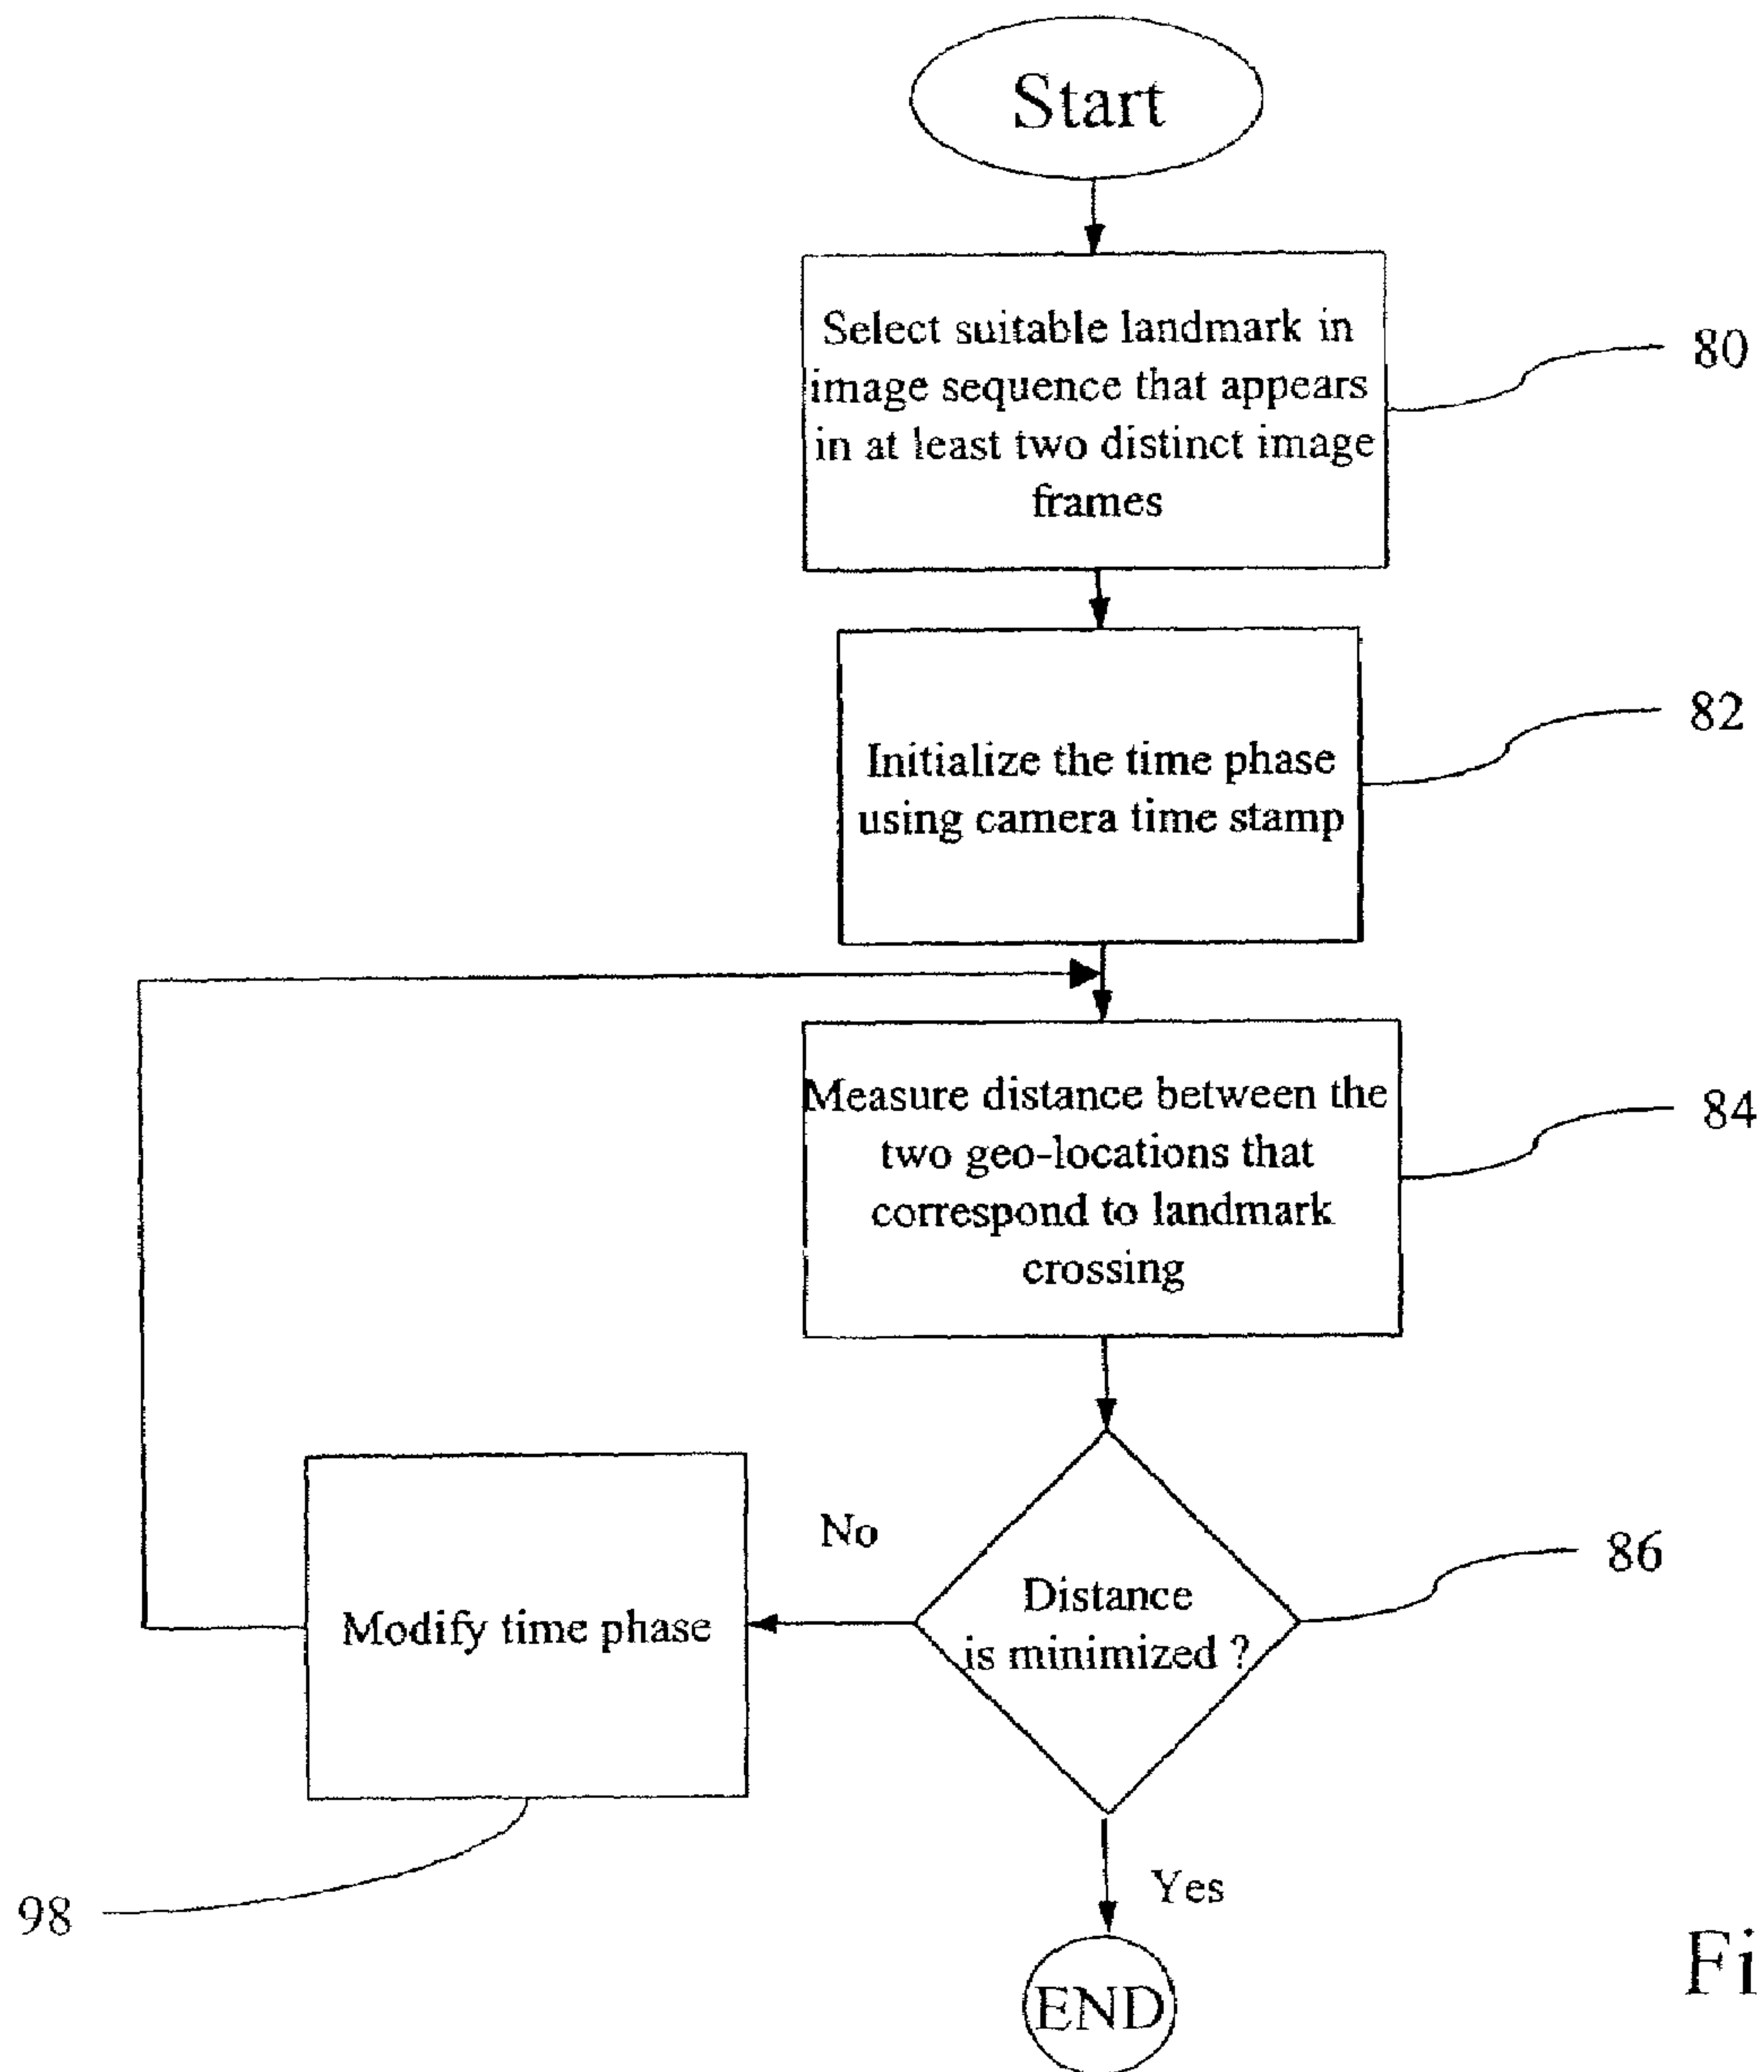 Start
Select suitable landmark in
image sequence that appears
in at least two distinct image
frames
80
Initialize the time phase
using camera time stamp
82
Measure distance between the
two geo-locations that
correspond to landmark
crossing
84
Distance
is minimized ?
86
No
Modify time phase
98
Yes
END
Fi